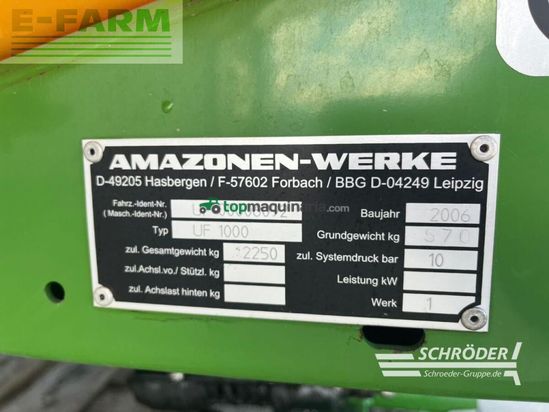 E-FARM
AMAZONEN-WERKE
D-49205 Hasbergen / F-57602 Forbach / BBG D-04249 Leipzig
Fahrz.-Ident-Nr.
(Masch.-Ident-Nr.)
topmaquinaria.com
Baujahr 2006
Typ UF 1000
Grundgewicht kg
zul. Gesamtgewicht kg 2250
zul. Systemdruck bar 10
zul.Achsl.vo./ Stützl. kg
Leistung kW
zul. Achslast hinten kg
Werk 1
SCHRÖDER
Schroeder-Gruppe.de